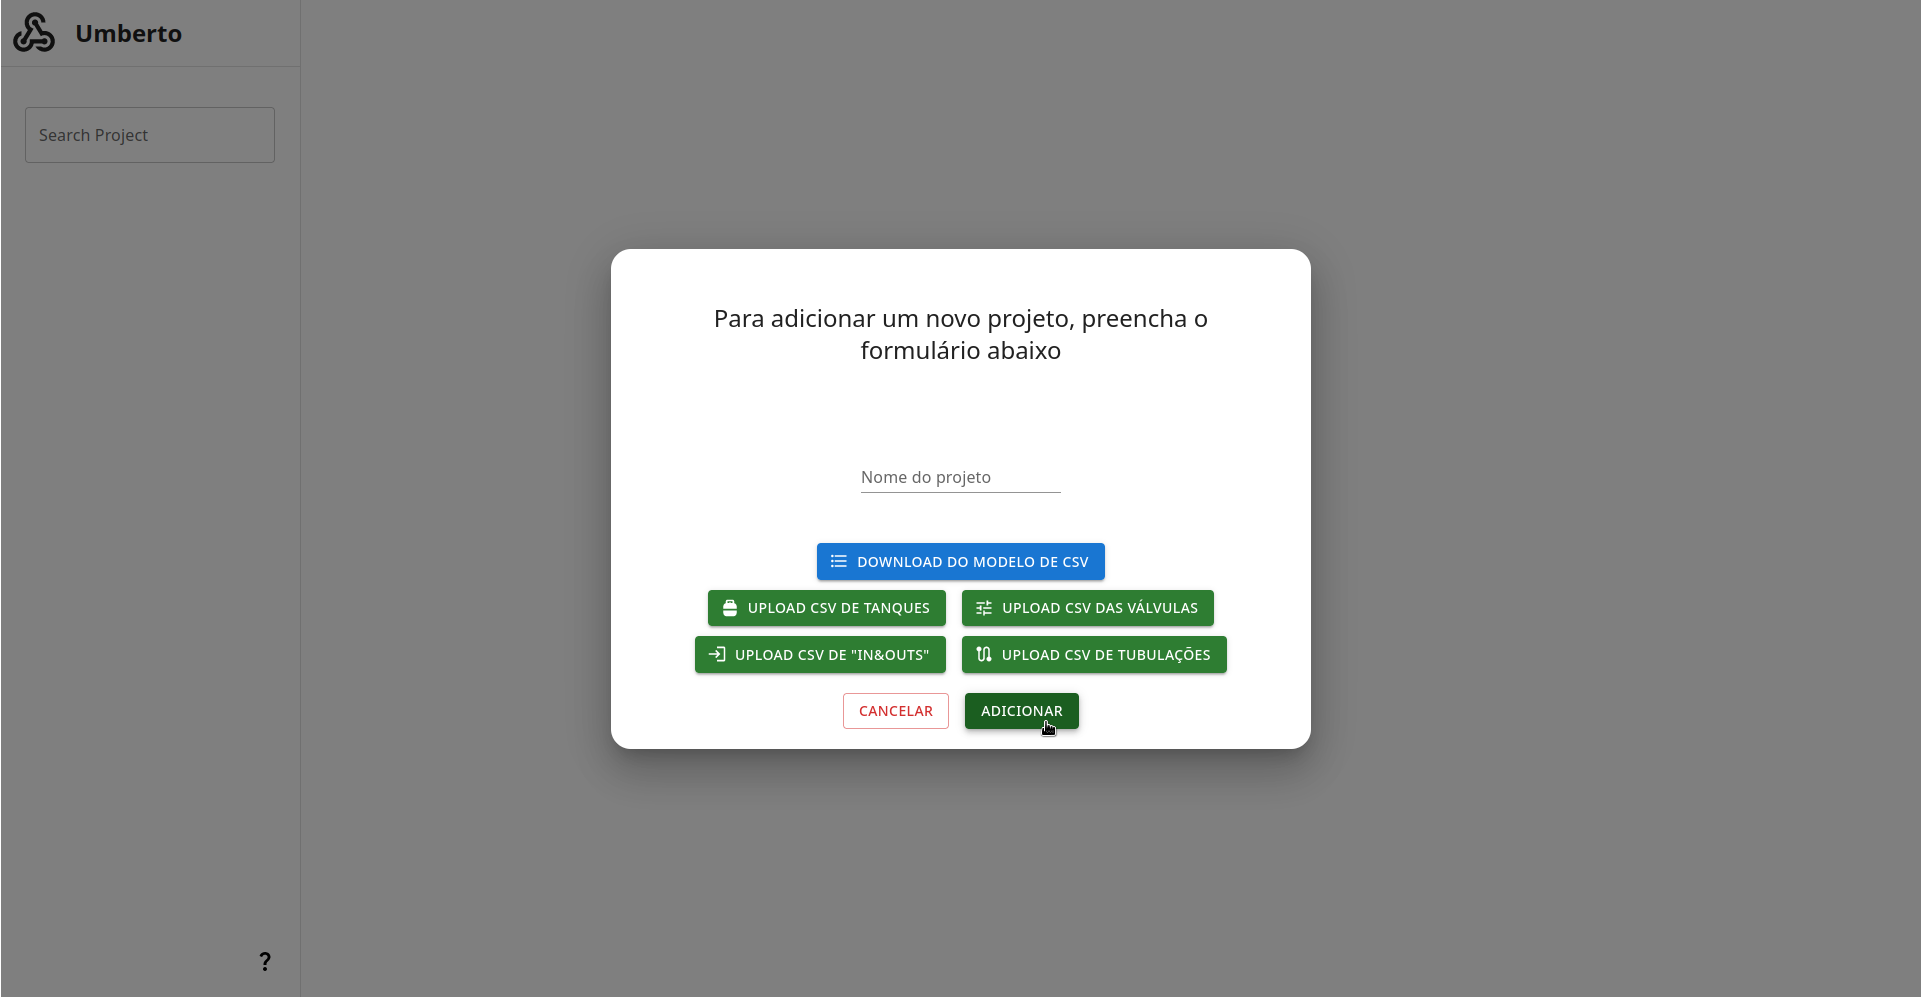 Umberto
Search Project
Para adicionar um novo projeto, preencha o
formulário abaixo
Nome do projeto
DOWNLOAD DO MODELO DE CSV
UPLOAD CSV DE TANQUES
UPLOAD CSV DAS VÁLVULAS
UPLOAD CSV DE "IN&OUTS"
UPLOAD CSV DE TUBULAÇÕES
CANCELAR
ADICIONAR
?